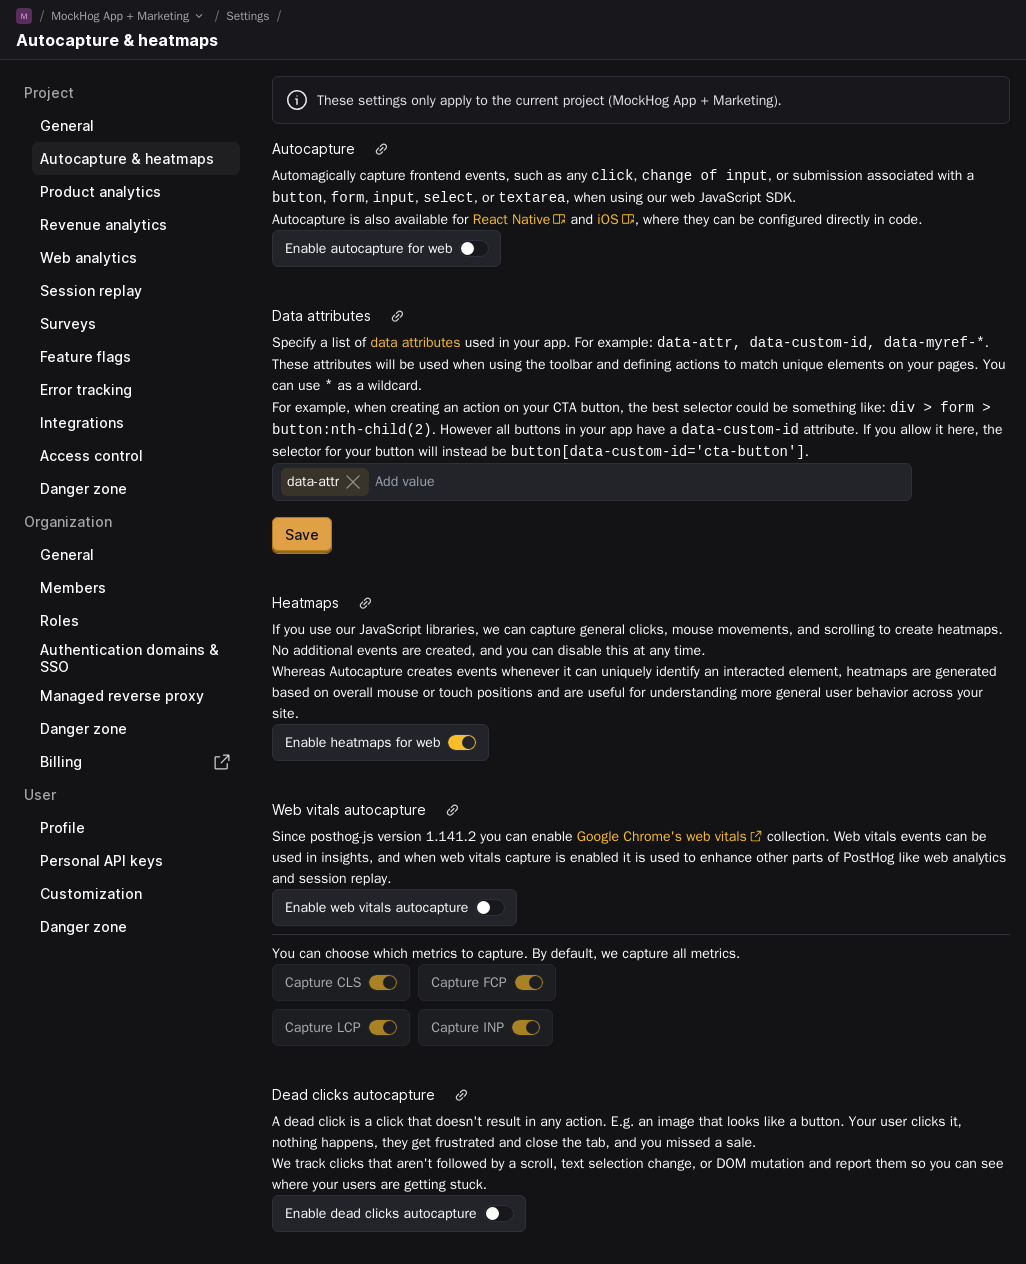 M / MockHog App + Marketing / Settings /
Autocapture & heatmaps
Project
General
Autocapture & heatmaps
Product analytics
Revenue analytics
Web analytics
Session replay
Surveys
Feature flags
Error tracking
Integrations
Access control
Danger zone
Organization
General
Members
Roles
Authentication domains &
SSO
Managed reverse proxy
Danger zone
Billing
User
Profile
Personal API keys
Customization
Danger zone
These settings only apply to the current project (MockHog App + Marketing).
Autocapture
Automagically capture frontend events, such as any click, change of input, or submission associated with a
button, form, input, select, or textarea, when using our web JavaScript SDK.
Autocapture is also available for React Native and iOS, where they can be configured directly in code.
Enable autocapture for web
Data attributes
Specify a list of data attributes used in your app. For example: data-attr, data-custom-id, data-myref-*.
These attributes will be used when using the toolbar and defining actions to match unique elements on your pages. You
can use * as a wildcard.
For example, when creating an action on your CTA button, the best selector could be something like: div > form >
button:nth-child(2). However all buttons in your app have a data-custom-id attribute. If you allow it here, the
selector for your button will instead be button[data-custom-id='cta-button'].
data-attr Add value
Save
Heatmaps
If you use our JavaScript libraries, we can capture general clicks, mouse movements, and scrolling to create heatmaps.
No additional events are created, and you can disable this at any time.
Whereas Autocapture creates events whenever it can uniquely identify an interacted element, heatmaps are generated
based on overall mouse or touch positions and are useful for understanding more general user behavior across your
site.
Enable heatmaps for web
Web vitals autocapture
Since posthog-js version 1.141.2 you can enable Google Chrome's web vitals collection. Web vitals events can be
used in insights, and when web vitals capture is enabled it is used to enhance other parts of PostHog like web analytics
and session replay.
Enable web vitals autocapture
You can choose which metrics to capture. By default, we capture all metrics.
Capture CLS Capture FCP
Capture LCP Capture INP
Dead clicks autocapture
A dead click is a click that doesn't result in any action. E.g. an image that looks like a button. Your user clicks it,
nothing happens, they get frustrated and close the tab, and you missed a sale.
We track clicks that aren't followed by a scroll, text selection change, or DOM mutation and report them so you can see
where your users are getting stuck.
Enable dead clicks autocapture